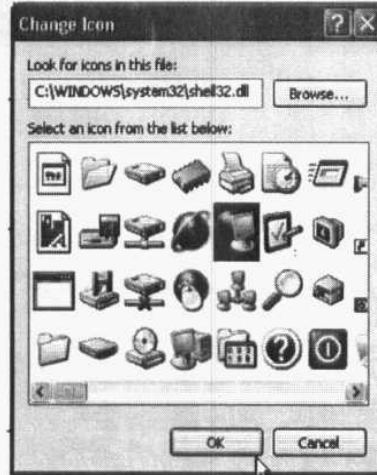 Change Icon
Look for icons in this file:
C:\WINDOWS\system32\shell32.dll
Browse...
Select an icon from the list below:
OK
Cancel